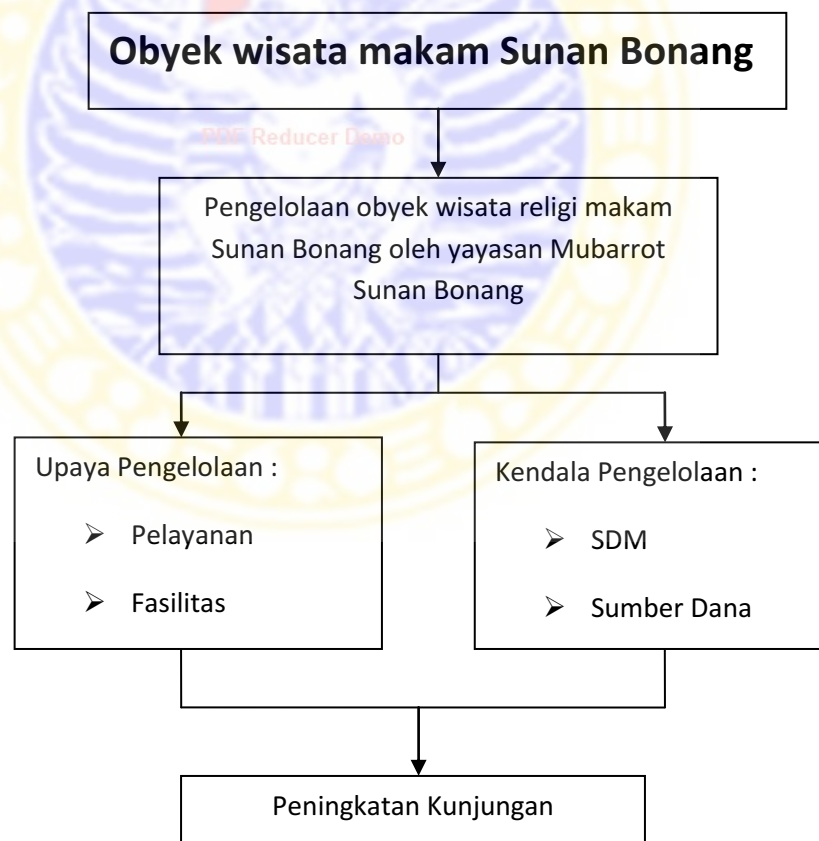 Obyek wisata makam Sunan Bonang
PDF Reducer Demo
Pengelolaan obyek wisata religi makam
Sunan Bonang oleh yayasan Mubarrot
Sunan Bonang
Upaya Pengelolaan :
➢ Pelayanan
➢ Fasilitas
Kendala Pengelolaan :
➢ SDM
➢ Sumber Dana
Peningkatan Kunjungan